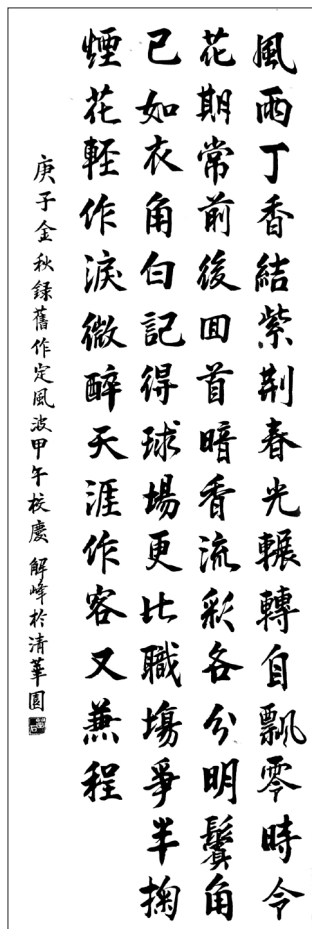 風雨丁香結紫荆春光輾轉自飄零時令
花期常前後囬首暗香流彩各分明鬢角
已如衣角白記得球場更比職塲爭半掬
煙花輕作淚微醉天涯作客又兼程
庚子金秋録舊作定風波甲午校慶 解峰於清華園